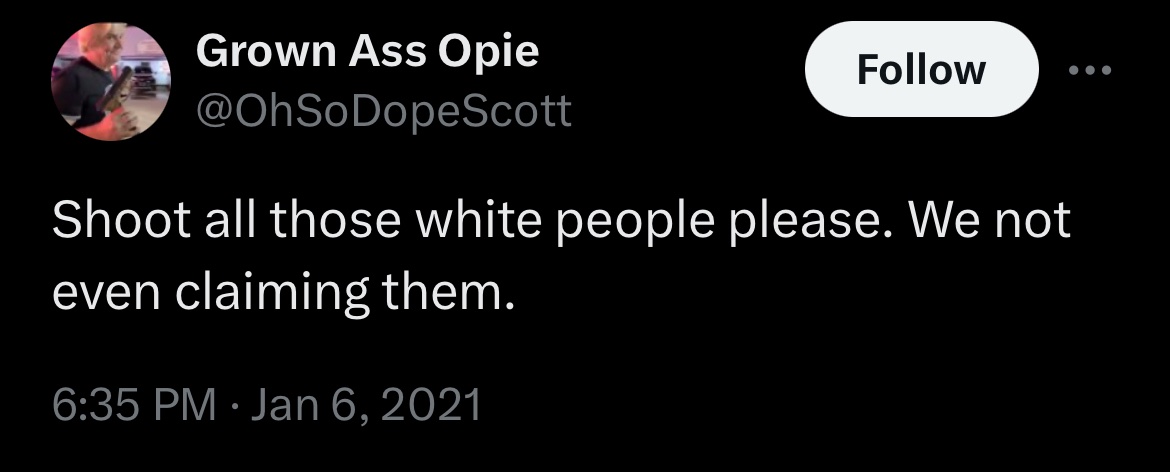 Grown Ass Opie
Follow
@OhSoDopeScott
Shoot all those white people please. We not
even claiming them.
6:35 PM · Jan 6, 2021